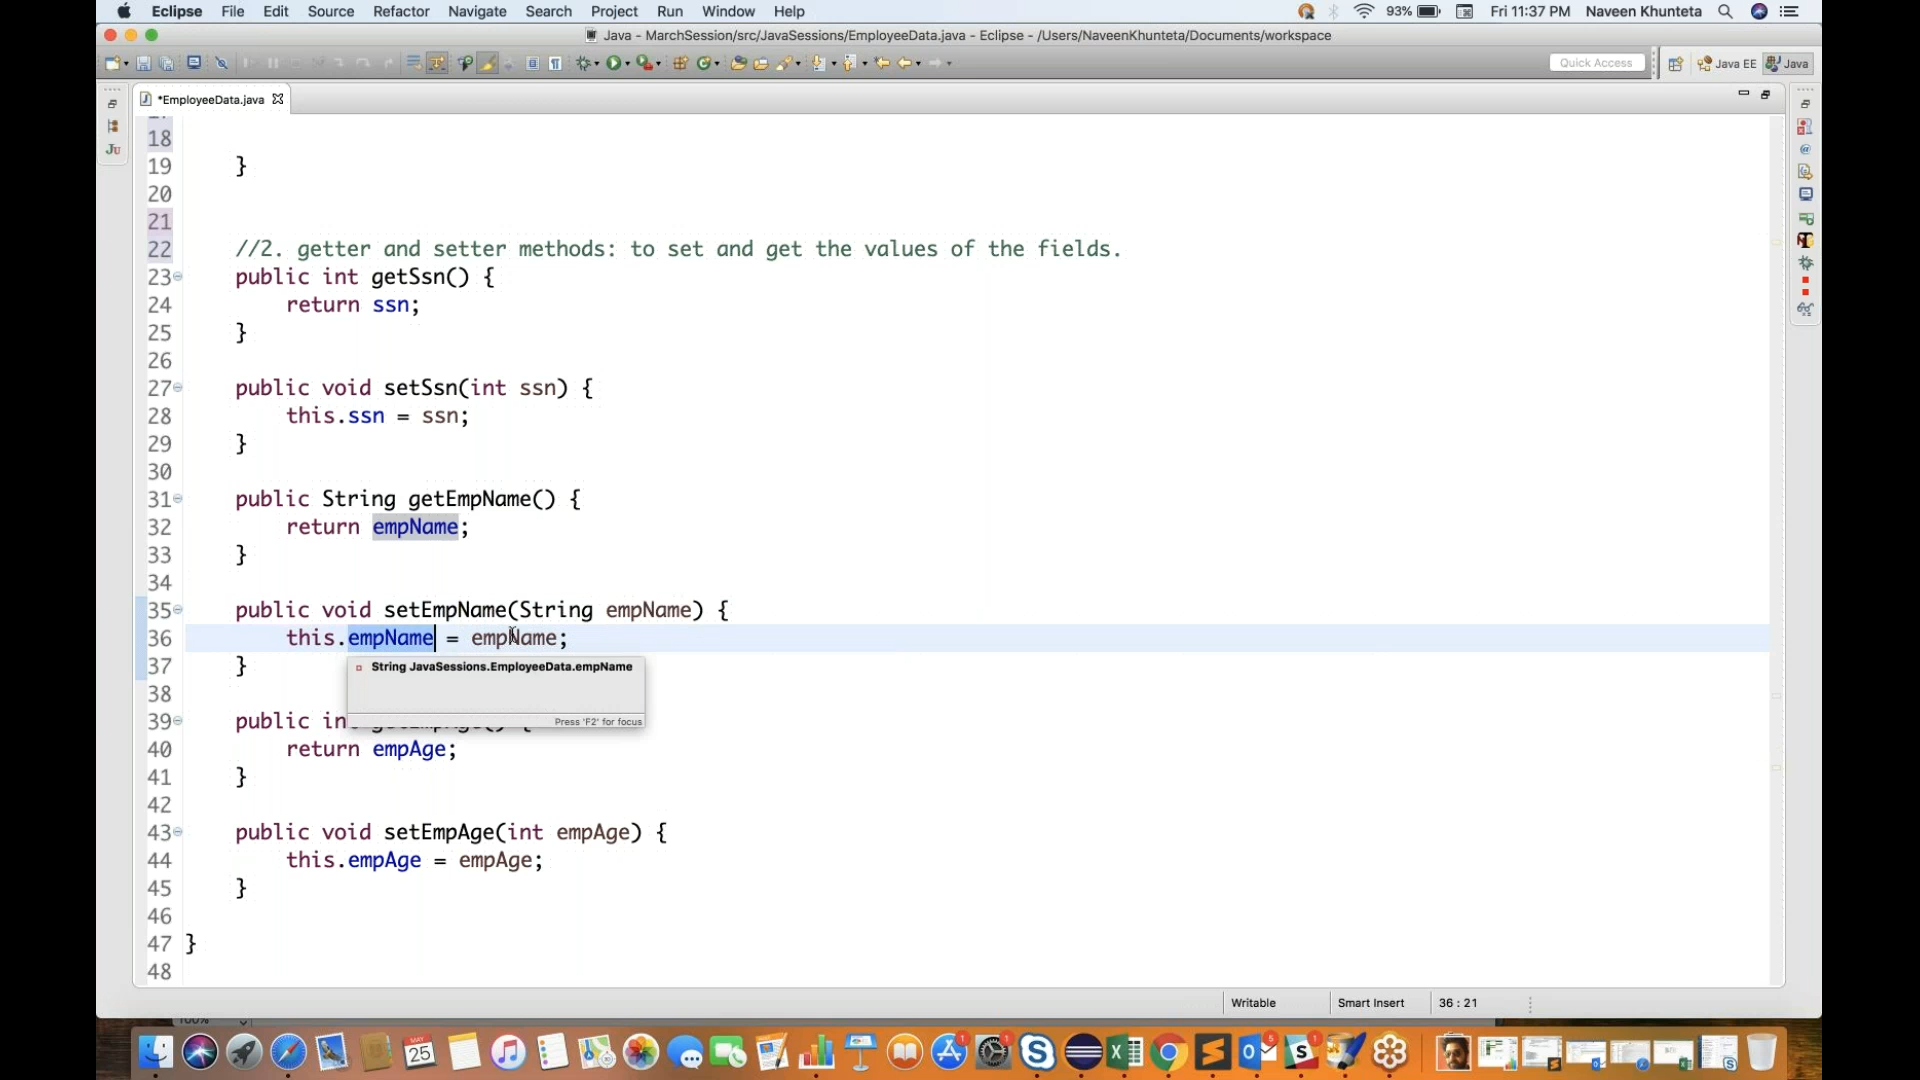 Eclipse File Edit Source Refactor Navigate Search Project Run Window Help 93% Fri 11:37 PM Naveen Khunteta
Java - MarchSession/src/JavaSessions/EmployeeData.java - Eclipse - /Users/NaveenKhunteta/Documents/workspace
Quick Access Java EE Java
*EmployeeData.java
18
19 }
20
21
22 //2. getter and setter methods: to set and get the values of the fields.
23 public int getSsn() {
24 return ssn;
25 }
26
27 public void setSsn(int ssn) {
28 this.ssn = ssn;
29 }
30
31 public String getEmpName() {
32 return empName;
33 }
34
35 public void setEmpName(String empName) {
36 this.empName = empName;
37 }
String JavaSessions.EmployeeData.empName
38
Press 'F2' for focus
39 public
40 return empAge;
41 }
42
43 public void setEmpAge(int empAge) {
44 this.empAge = empAge;
45 }
46
47 }
48
Writable Smart Insert 36 : 21
100%
MAY
25